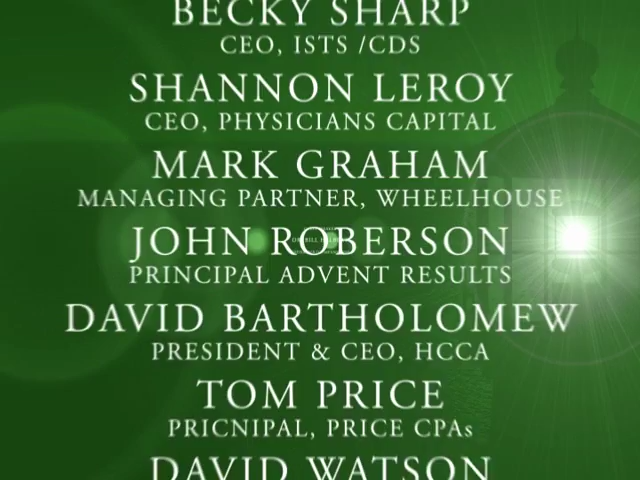 BECKY SHARP
CEO, ISTS /CDS
SHANNON LEROY
CEO, PHYSICIANS CAPITAL
MARK GRAHAM
MANAGING PARTNER, WHEELHOUSE
JOHN ROBERSON
PRINCIPAL ADVENT RESULTS
DAVID BARTHOLOMEW
PRESIDENT & CEO, HCCA
TOM PRICE
PRICNIPAL, PRICE CPAs
DAVID WATSON